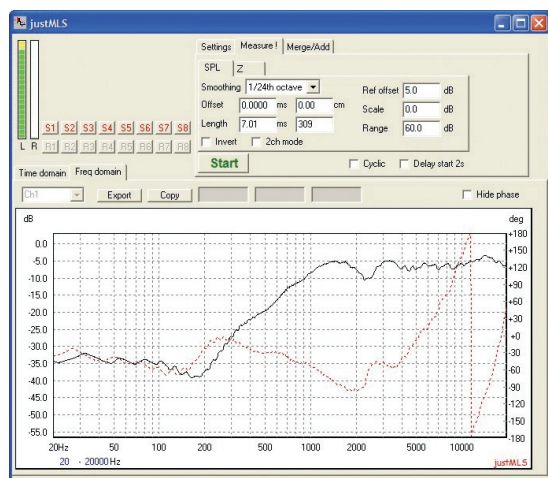 justMLS
Settings Measure ! Merge/Add
SPL Z
Smoothing 1/24th octave
Ref offset 5.0 dB
Offset 0.0000 ms 0.00 cm
Scale 0.0 dB
Length 7.01 ms 309
Range 60.0 dB
Invert 2ch mode
S1 S2 S3 S4 S5 S6 S7 S8
L R R1 R2 R3 R4 R5 R6 R7 R8
Start Cyclic Delay start 2s
Time domain Freq domain
Ch1 Export Copy Hide phase
dB deg
+180
0.0 +150
-5.0 +120
-10.0 +90
-15.0 +60
-20.0 +30
-25.0 +0
-30.0 -30
-35.0 -60
-40.0 -90
-45.0 -120
-50.0 -150
-55.0 -180
20Hz 50 100 200 500 1000 2000 5000 10000
20 - 20000 Hz justMLS